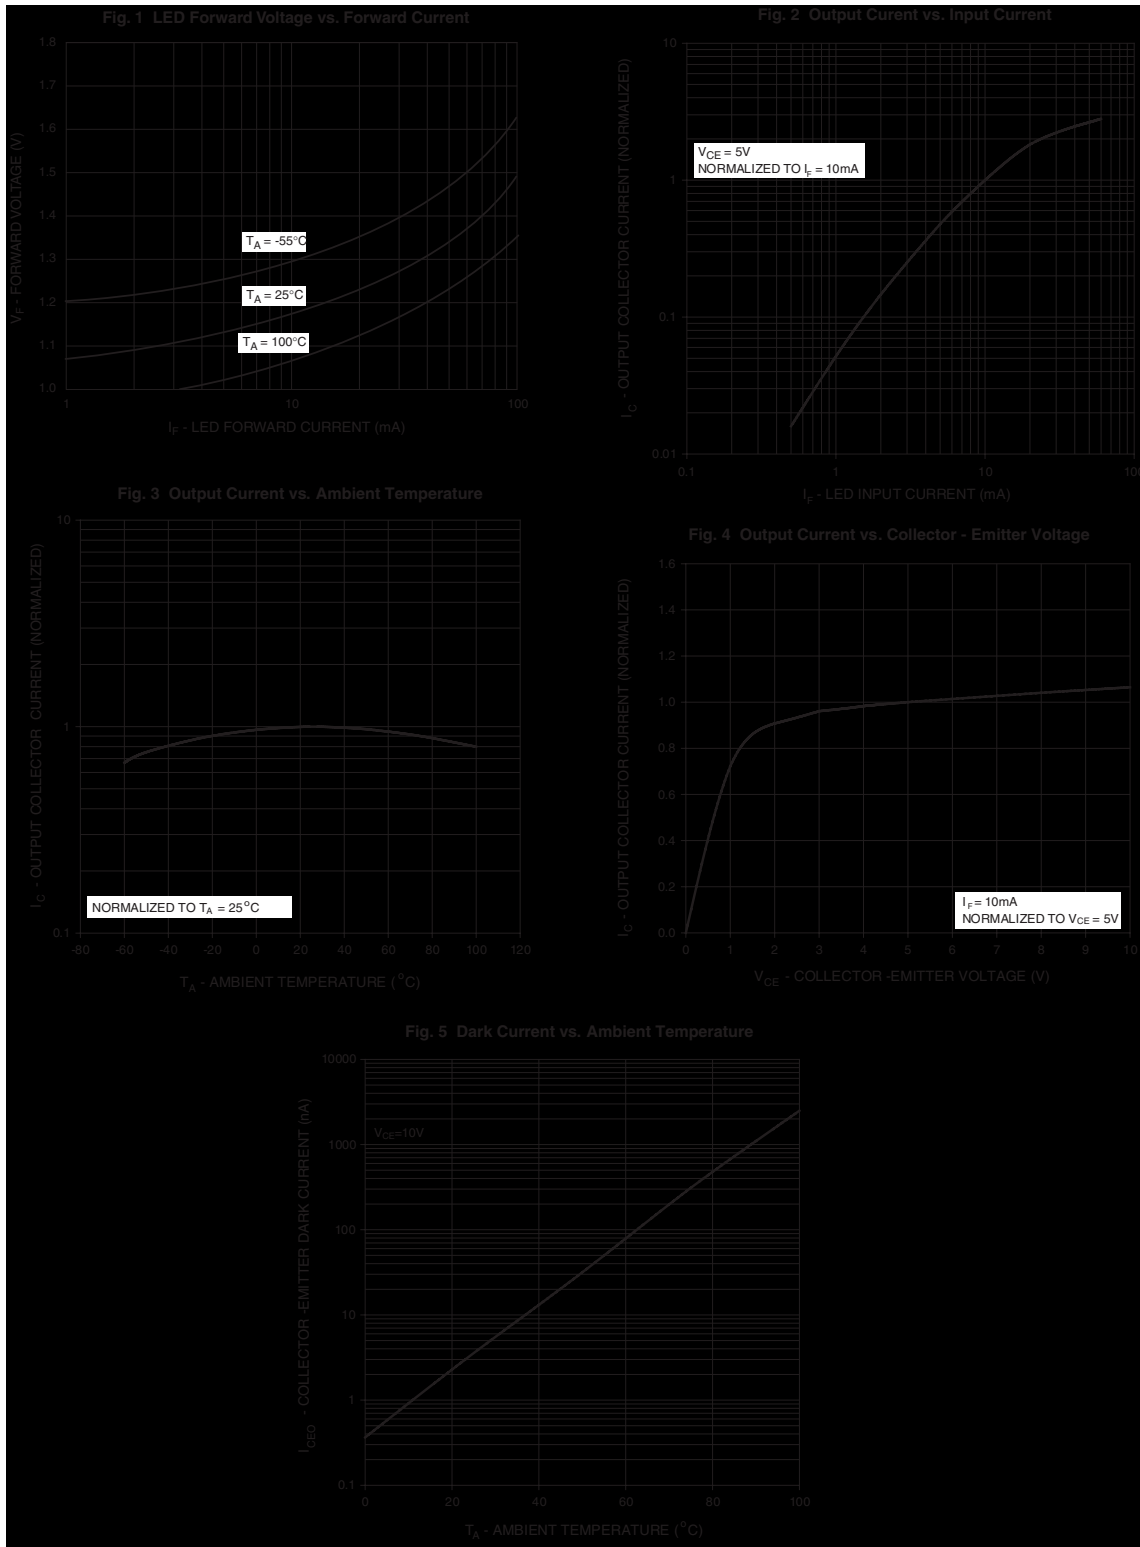 Fig. 1 LED Forward Voltage vs. Forward Current
1.8
1.7
1.6
1.5
1.4
1.3
1.2
1.1
1.0
VF - FORWARD VOLTAGE (V)
TA = -55°C
TA = 25°C
TA = 100°C
1 10 100
IF - LED FORWARD CURRENT (mA)
Fig. 2 Output Curent vs. Input Current
10
1
0.1
0.01
IC - OUTPUT COLLECTOR CURRENT (NORMALIZED)
VCE = 5V
NORMALIZED TO IF = 10mA
0.1 1 10 100
IF - LED INPUT CURRENT (mA)
Fig. 3 Output Current vs. Ambient Temperature
10
1
0.1
IC - OUTPUT COLLECTOR CURRENT (NORMALIZED)
NORMALIZED TO TA = 25°C
-80 -60 -40 -20 0 20 40 60 80 100 120
TA - AMBIENT TEMPERATURE (°C)
Fig. 4 Output Current vs. Collector - Emitter Voltage
1.6
1.4
1.2
1.0
0.8
0.6
0.4
0.2
0.0
IC - OUTPUT COLLECTOR CURRENT (NORMALIZED)
IF = 10mA
NORMALIZED TO VCE = 5V
0 1 2 3 4 5 6 7 8 9 10
VCE - COLLECTOR -EMITTER VOLTAGE (V)
Fig. 5 Dark Current vs. Ambient Temperature
10000
1000
100
10
1
0.1
ICEO - COLLECTOR -EMITTER DARK CURRENT (nA)
VCE=10V
0 20 40 60 80 100
TA - AMBIENT TEMPERATURE (°C)